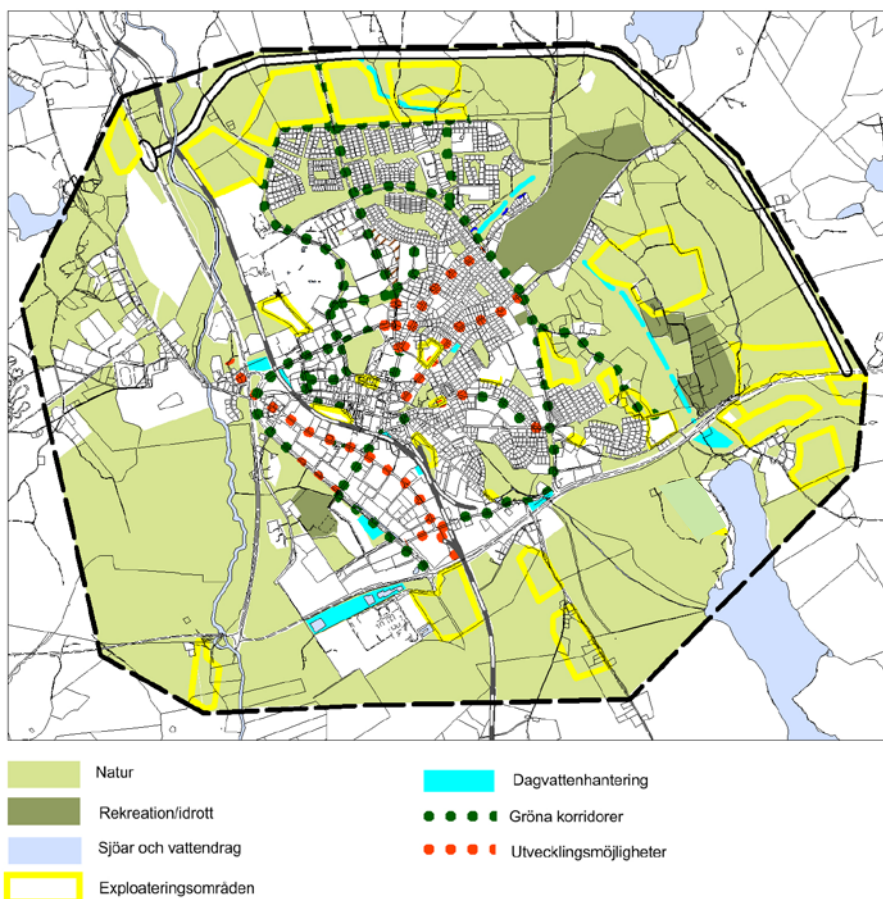 Natur
Rekreation/idrott
Sjöar och vattendrag
Exploateringsområden
Dagvattenhantering
Gröna korridorer
Utvecklingsmöjligheter